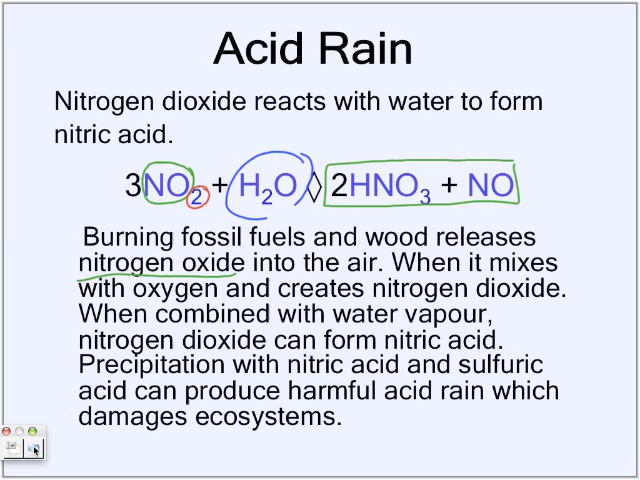 Acid Rain
Nitrogen dioxide reacts with water to form
nitric acid.
3NO₂ + H₂O ◊ 2HNO₃ + NO
Burning fossil fuels and wood releases
nitrogen oxide into the air. When it mixes
with oxygen and creates nitrogen dioxide.
When combined with water vapour,
nitrogen dioxide can form nitric acid.
Precipitation with nitric acid and sulfuric
acid can produce harmful acid rain which
damages ecosystems.